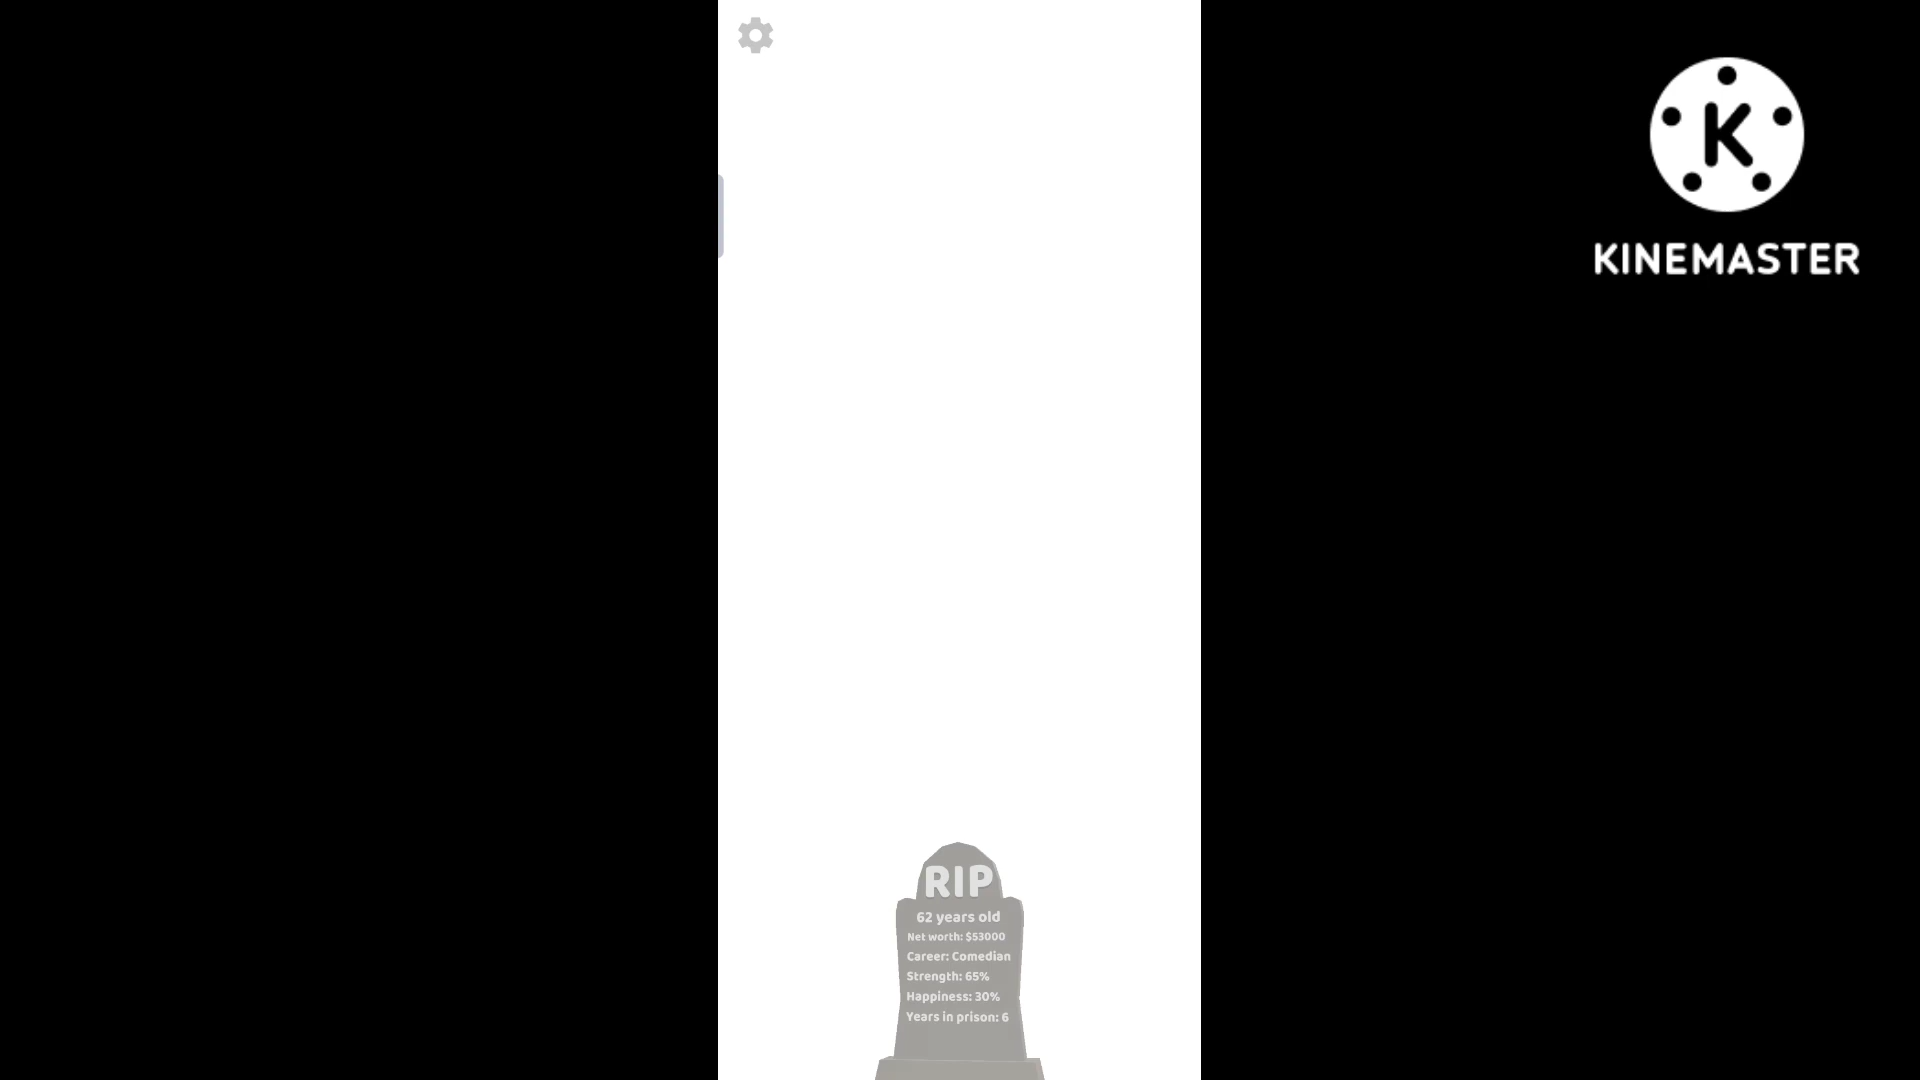 K
KINEMASTER
RIP
62 years old
Net worth: $53000
Career: Comedian
Strength: 65%
Happiness: 30%
Years in prison: 6